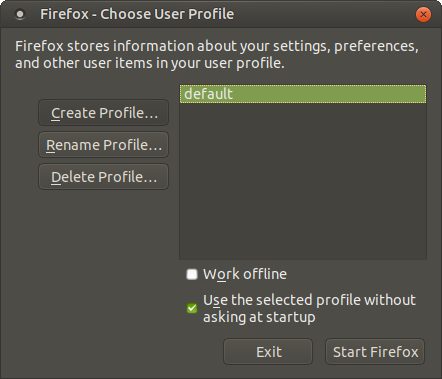 Firefox - Choose User Profile
Firefox stores information about your settings, preferences,
and other user items in your user profile.
default
Create Profile...
Rename Profile...
Delete Profile...
Work offline
Use the selected profile without
asking at startup
Exit
Start Firefox